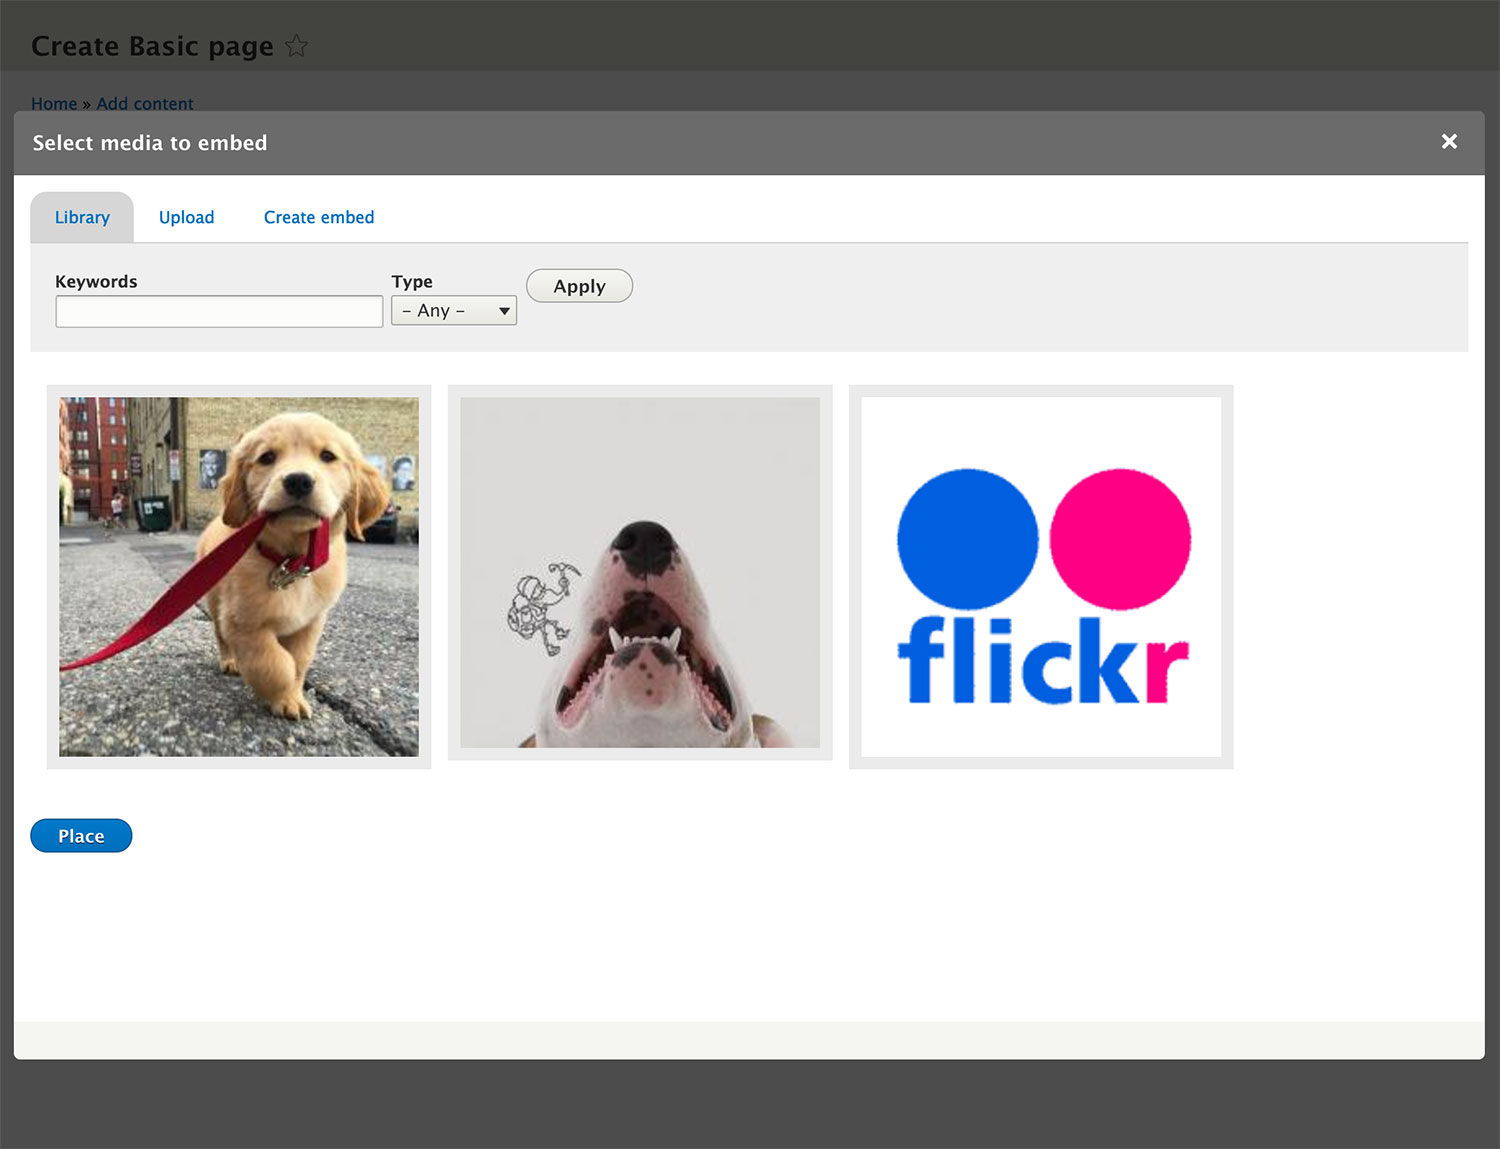 Create Basic page
Home » Add content
Select media to embed
Library Upload Create embed
Keywords Type Apply
– Any –
flickr
Place